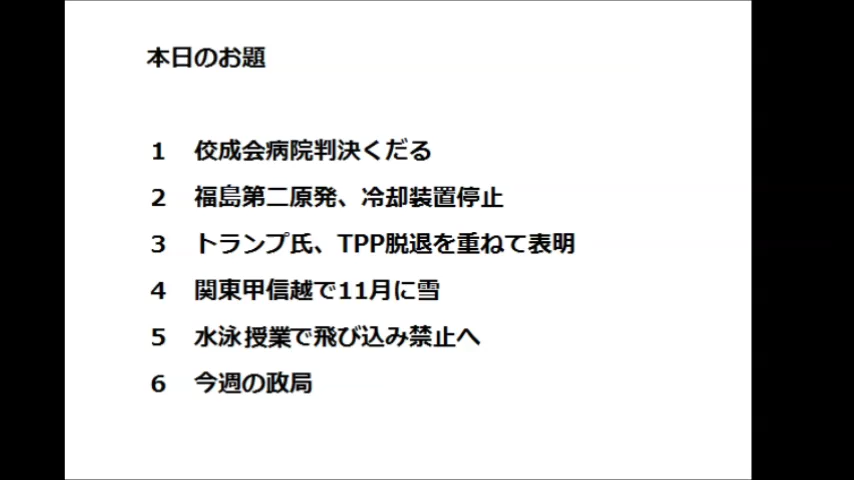 本日のお題
1 佼成会病院判決くだる
2 福島第二原発、冷却装置停止
3 トランプ氏、TPP脱退を重ねて表明
4 関東甲信越で11月に雪
5 水泳授業で飛び込み禁止へ
6 今週の政局